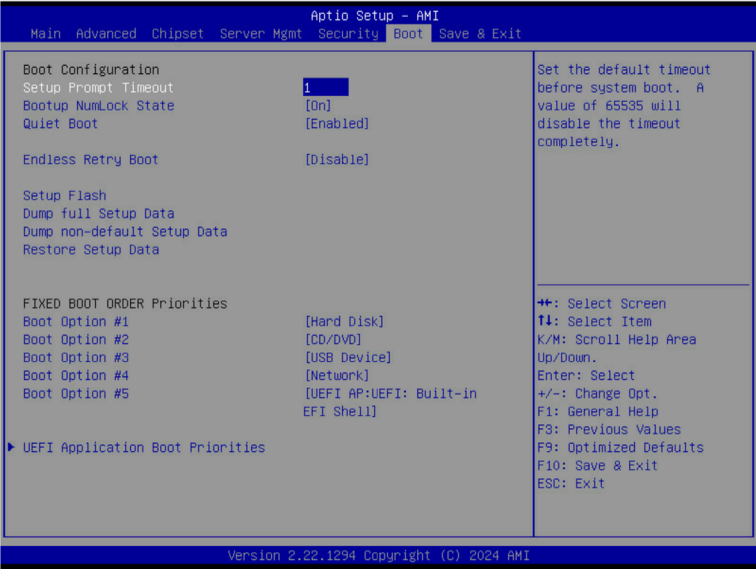 Aptio Setup - AMI
Main Advanced Chipset Server Mgmt Security Boot Save & Exit
Boot Configuration
Setup Prompt Timeout 1
Bootup NumLock State [On]
Quiet Boot [Enabled]
Endless Retry Boot [Disable]
Setup Flash
Dump full Setup Data
Dump non-default Setup Data
Restore Setup Data
FIXED BOOT ORDER Priorities
Boot Option #1 [Hard Disk]
Boot Option #2 [CD/DVD]
Boot Option #3 [USB Device]
Boot Option #4 [Network]
Boot Option #5 [UEFI AP:UEFI: Built-in
EFI Shell]
UEFI Application Boot Priorities
Set the default timeout
before system boot. A
value of 65535 will
disable the timeout
completely.
→←: Select Screen
↑↓: Select Item
K/M: Scroll Help Area
Up/Down.
Enter: Select
+/-: Change Opt.
F1: General Help
F3: Previous Values
F9: Optimized Defaults
F10: Save & Exit
ESC: Exit
Version 2.22.1294 Copyright (C) 2024 AMI